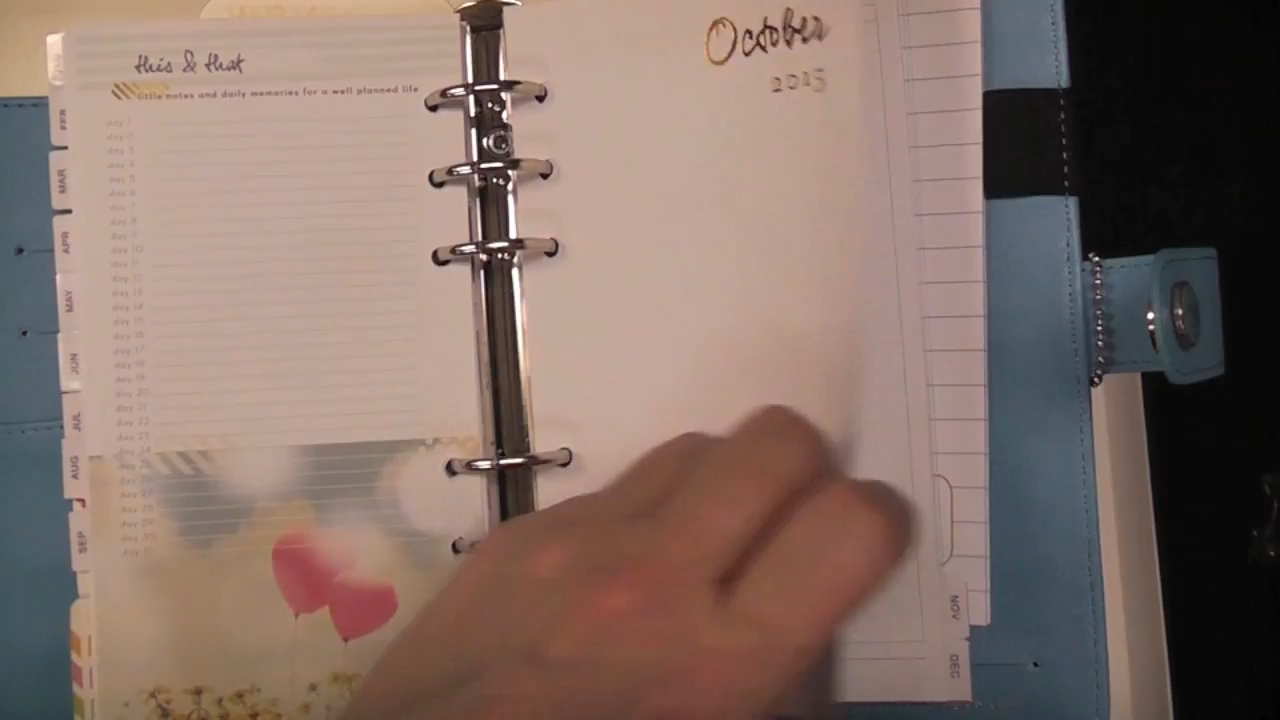 this & that
little notes and daily memories for a well planned life
day 1
day 2
day 3
day 4
day 5
day 6
day 7
day 8
day 9
day 10
day 11
day 12
day 13
day 14
day 15
day 16
day 17
day 18
day 19
day 20
day 21
day 22
day 23
day 24
day 25
day 28
day 29
day 30
day 31
FEB
MAR
APR
MAY
JUN
JUL
AUG
SEP
October
2015
NOV
DEC